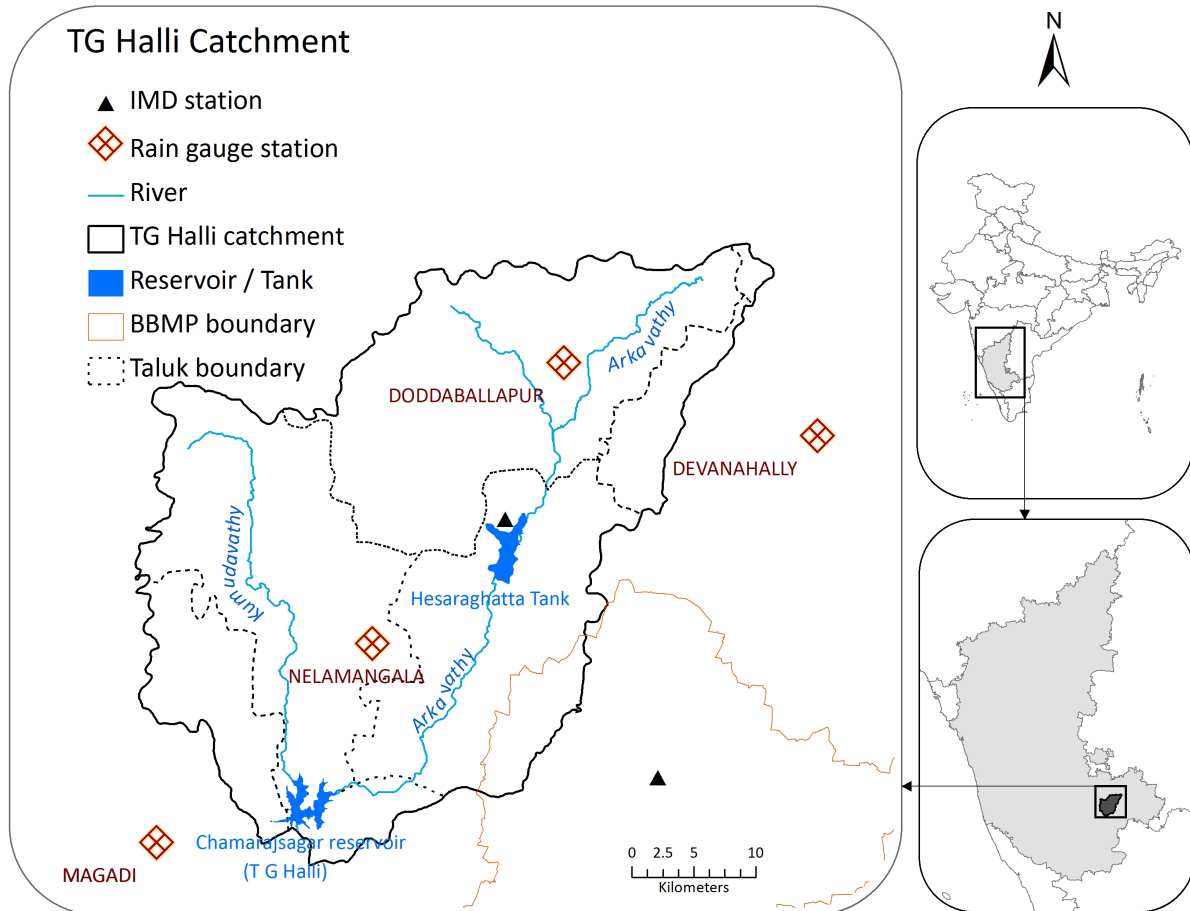 TG Halli Catchment
IMD station
Rain gauge station
River
TG Halli catchment
Reservoir / Tank
BBMP boundary
Taluk boundary
N
Arkavathy
DODDABALLAPUR
DEVANAHALLY
Kumudavathy
Hesaraghatta Tank
NELAMANGALA
Arkavathy
Chamarajsagar reservoir
(T G Halli)
MAGADI
0 2.5 5 10
Kilometers